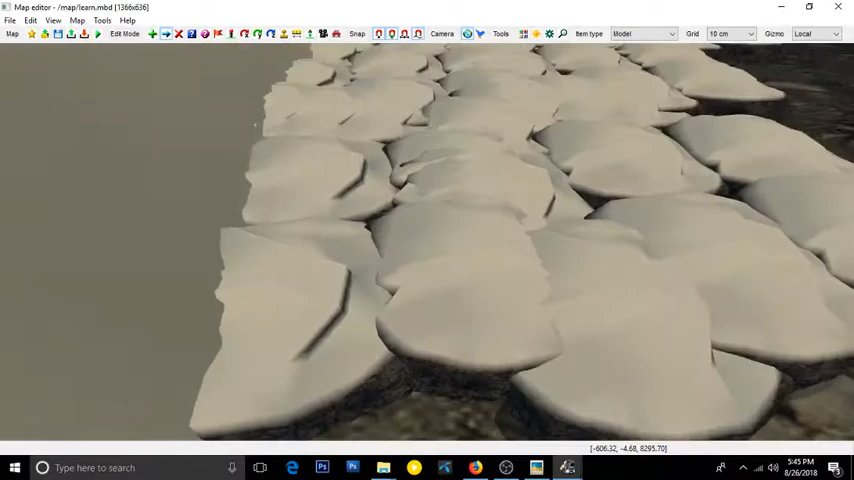 Map editor - /map/learn.mbd (1366x636)
File Edit View Map Tools Help
Map Edit Mode Snap Camera Tools Item type Model Grid 10 cm Gizmo Local
[-606.32, -4.68, 8295.70]
Type here to search
5:45 PM
8/26/2018